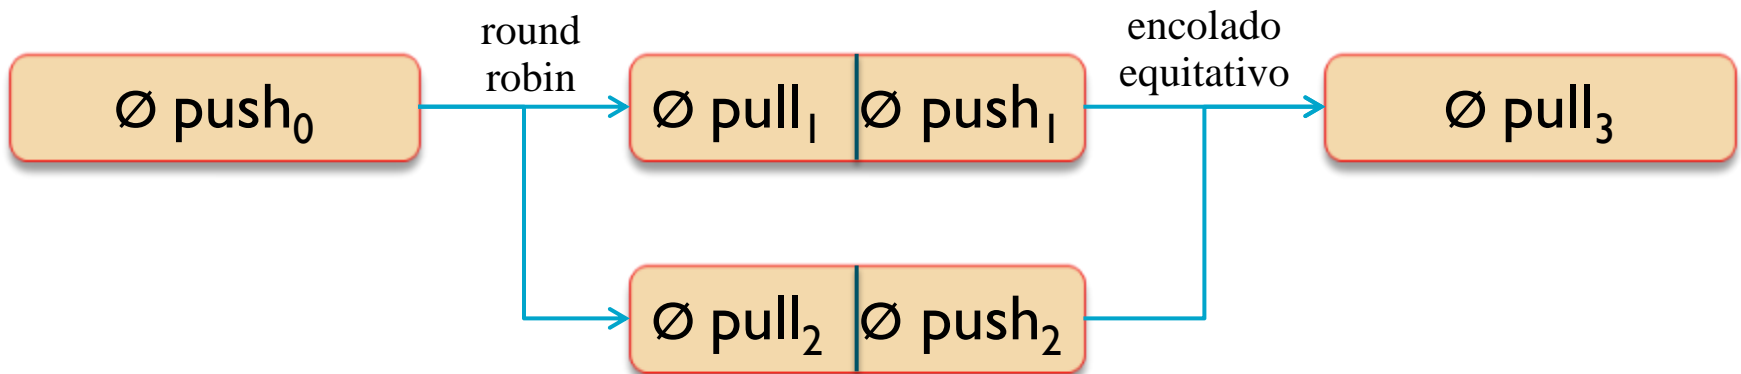 Ø push₀
round
robin
Ø pull₁
Ø push₁
encolado
equitativo
Ø pull₃
Ø pull₂
Ø push₂